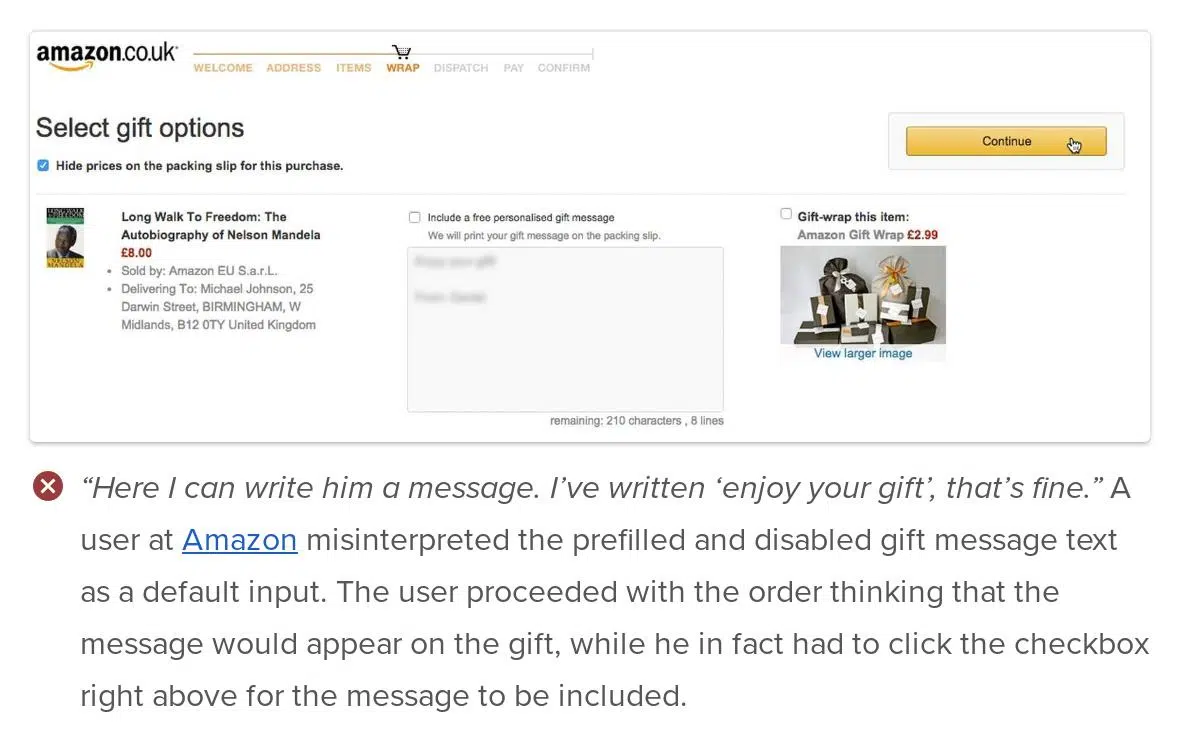 amazon.co.uk
WELCOME ADDRESS ITEMS WRAP DISPATCH PAY CONFIRM
Select gift options
Continue
Hide prices on the packing slip for this purchase.
Long Walk To Freedom: The
Autobiography of Nelson Mandela
£8.00
Sold by: Amazon EU S.a.r.L.
Delivering To: Michael Johnson, 25
Darwin Street, BIRMINGHAM, W
Midlands, B12 0TY United Kingdom
Include a free personalised gift message
We will print your gift message on the packing slip.
Enjoy your gift!
remaining: 210 characters , 8 lines
Gift-wrap this item:
Amazon Gift Wrap £2.99
View larger image
“Here I can write him a message. I’ve written ‘enjoy your gift’, that’s fine.” A
user at Amazon misinterpreted the prefilled and disabled gift message text
as a default input. The user proceeded with the order thinking that the
message would appear on the gift, while he in fact had to click the checkbox
right above for the message to be included.